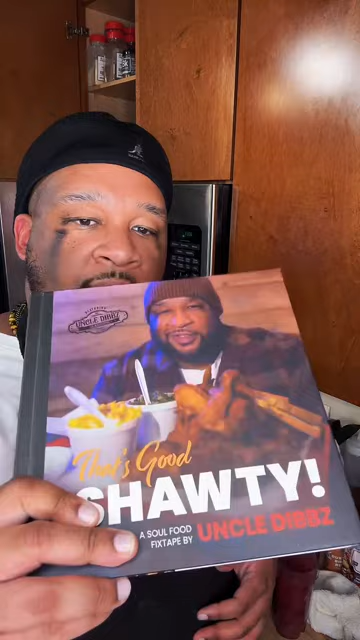 UNCLE DIBBZ
That's Good
SHAWTY!
A SOUL FOOD
FIXTAPE BY UNCLE DIBBZ